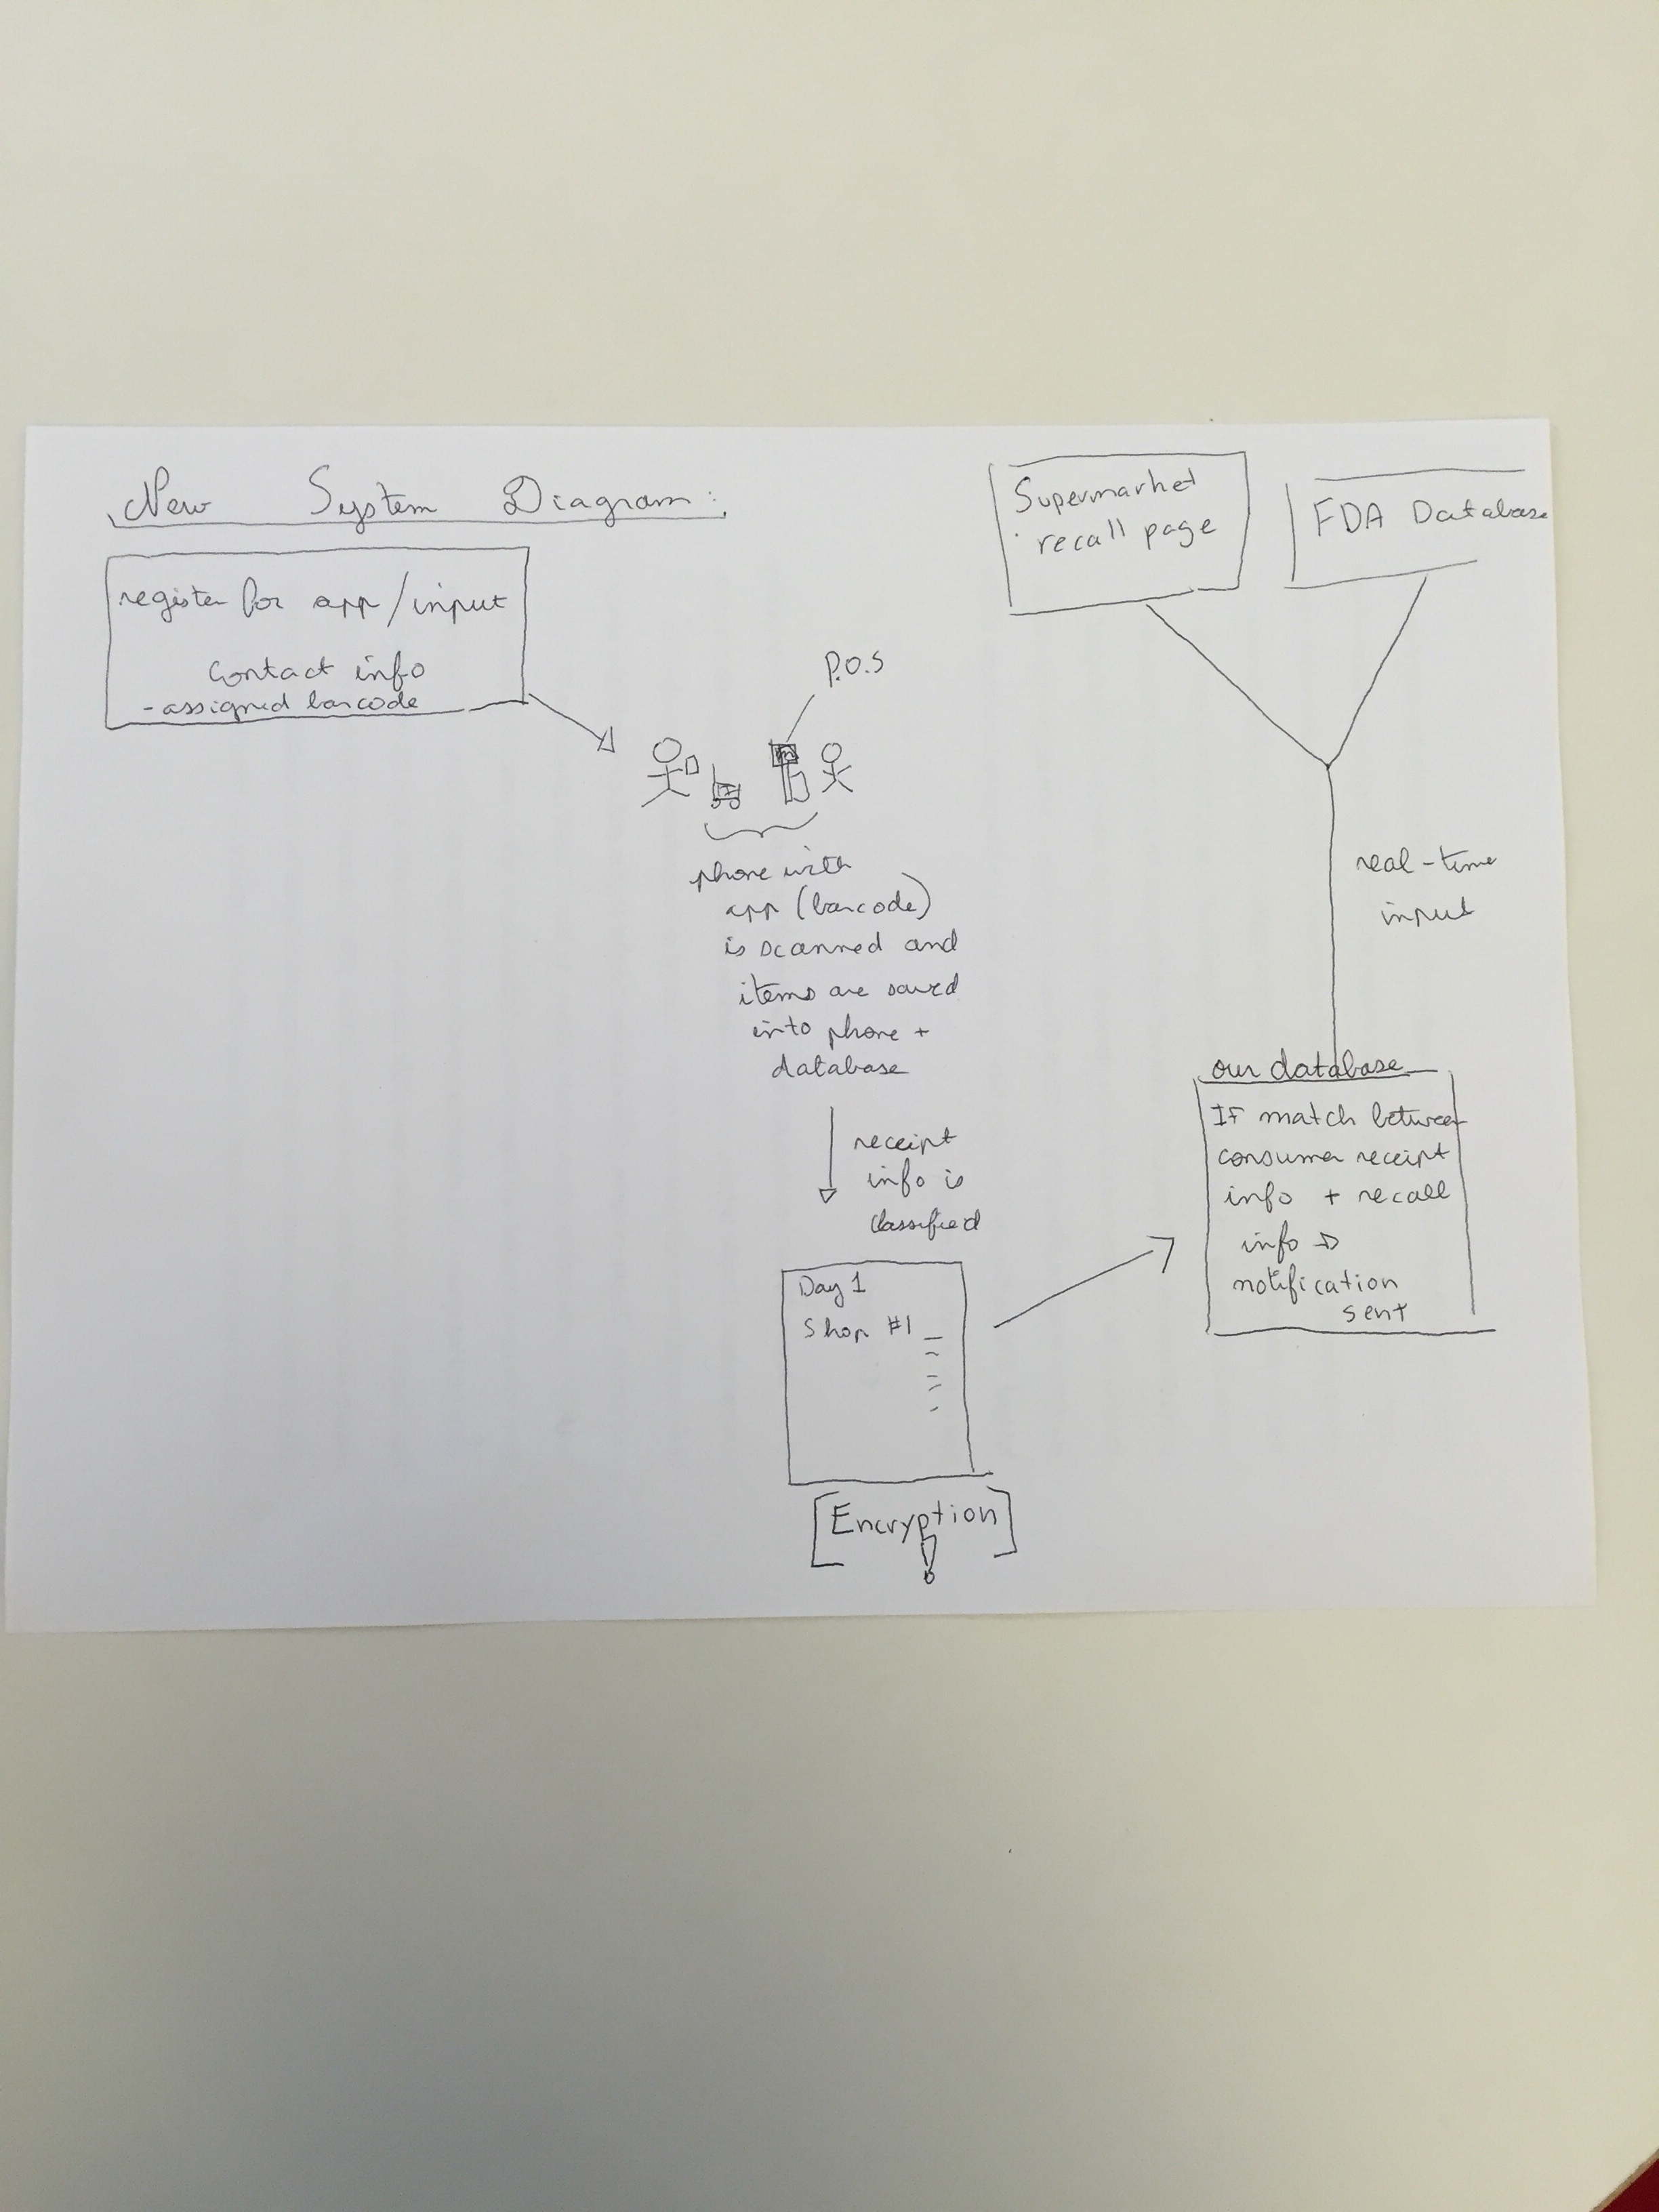 New System Diagram:
register for app/input
Contact info
- assigned barcode
P.O.S
phone with
app (barcode)
is scanned and
items are saved
into phone +
database
receipt
info is
classified
Day 1
Shop #1
[Encryption]
!
Supermarket
recall page
FDA Database
real-time
input
our database
If match between
consumer receipt
info + recall
info →
notification
sent